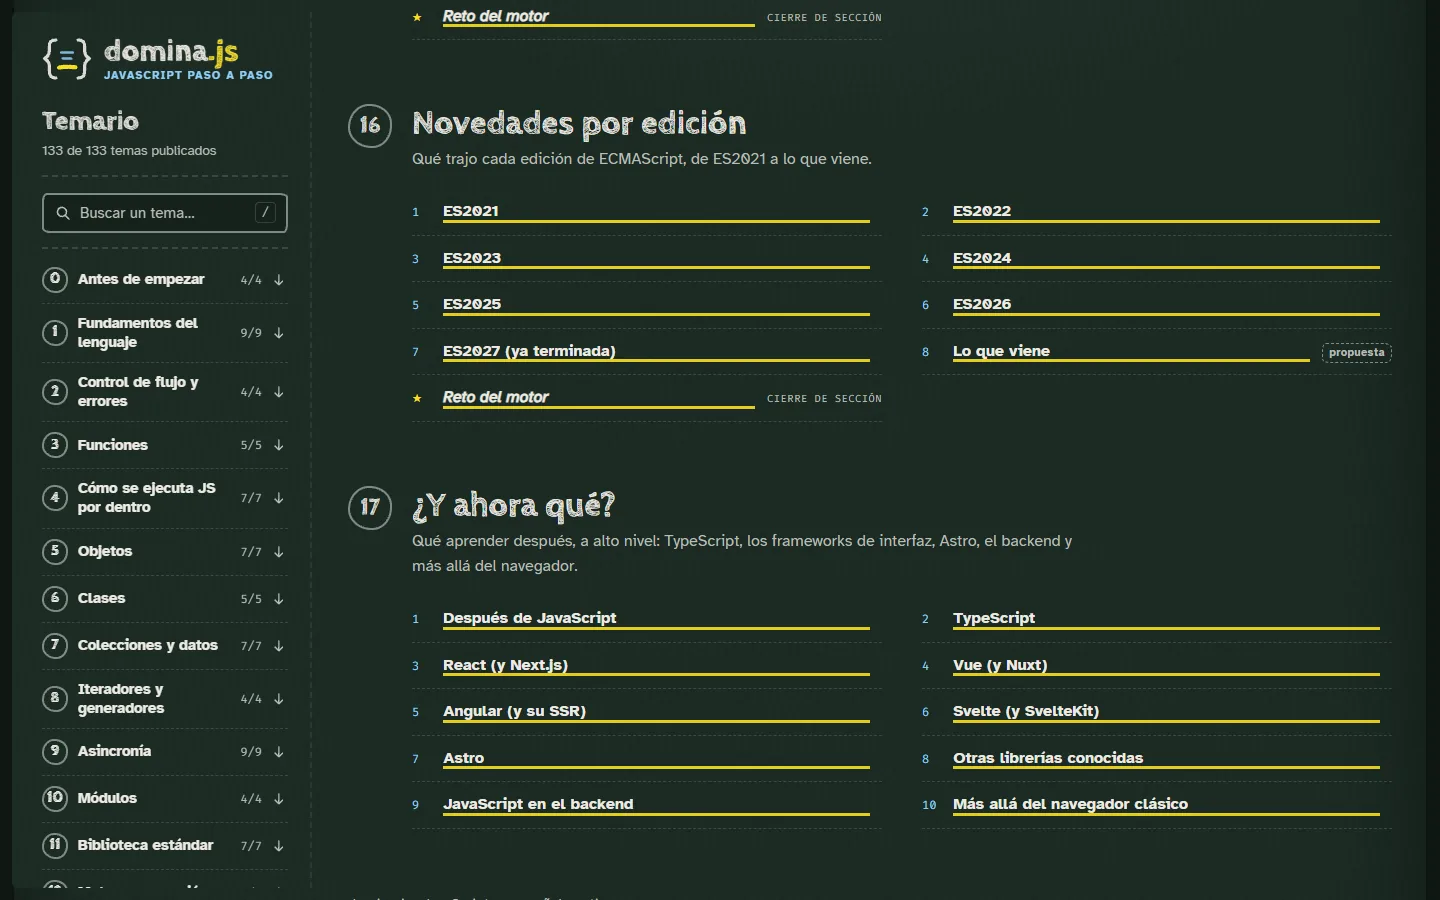 domina.js
JAVASCRIPT PASO A PASO
Temario
133 de 133 temas publicados
Buscar un tema... /
0 Antes de empezar 4/4 ↓
1 Fundamentos del lenguaje 9/9 ↓
2 Control de flujo y errores 4/4 ↓
3 Funciones 5/5 ↓
4 Cómo se ejecuta JS por dentro 7/7 ↓
5 Objetos 7/7 ↓
6 Clases 5/5 ↓
7 Colecciones y datos 7/7 ↓
8 Iteradores y generadores 4/4 ↓
9 Asincronía 9/9 ↓
10 Módulos 4/4 ↓
11 Biblioteca estándar 7/7 ↓
★ Reto del motor CIERRE DE SECCIÓN
16 Novedades por edición
Qué trajo cada edición de ECMAScript, de ES2021 a lo que viene.
1 ES2021
2 ES2022
3 ES2023
4 ES2024
5 ES2025
6 ES2026
7 ES2027 (ya terminada)
8 Lo que viene propuesta
★ Reto del motor CIERRE DE SECCIÓN
17 ¿Y ahora qué?
Qué aprender después, a alto nivel: TypeScript, los frameworks de interfaz, Astro, el backend y
más allá del navegador.
1 Después de JavaScript
2 TypeScript
3 React (y Next.js)
4 Vue (y Nuxt)
5 Angular (y su SSR)
6 Svelte (y SvelteKit)
7 Astro
8 Otras librerías conocidas
9 JavaScript en el backend
10 Más allá del navegador clásico